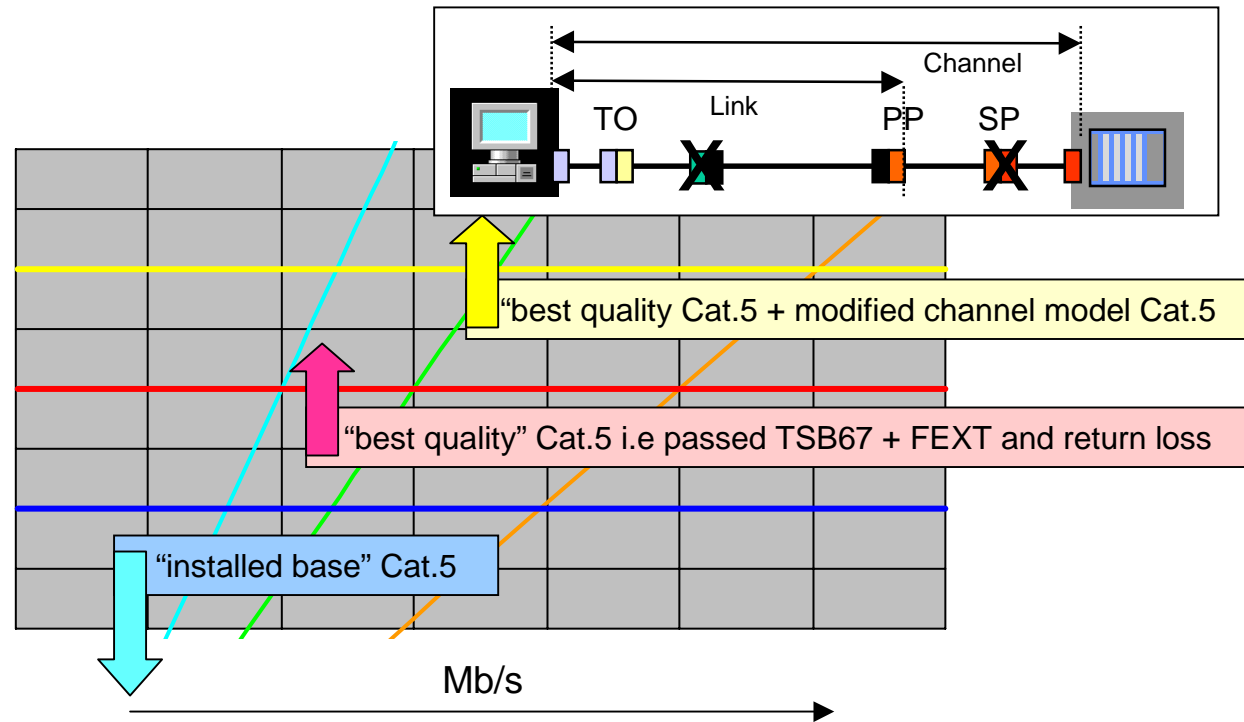 Channel
Link
TO
PP
SP
“best quality Cat.5 + modified channel model Cat.5
“best quality” Cat.5 i.e passed TSB67 + FEXT and return loss
“installed base” Cat.5
Mb/s